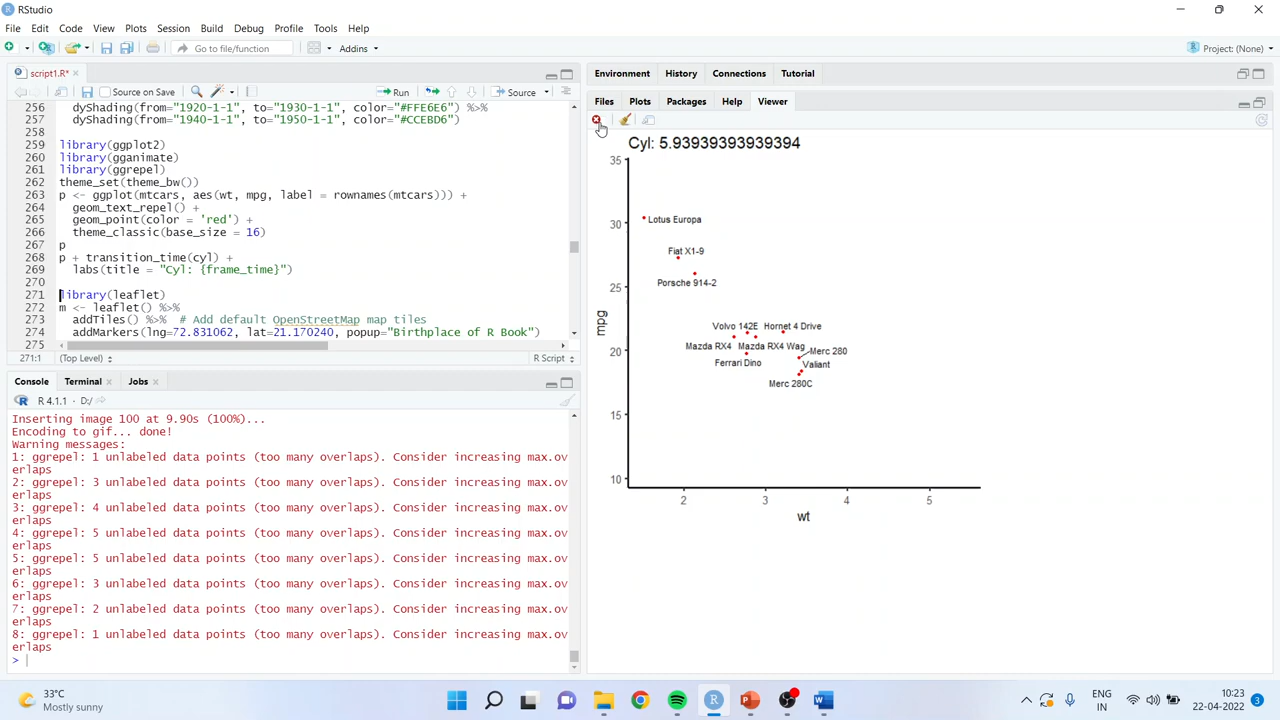 RStudio
File Edit Code View Plots Session Build Debug Profile Tools Help
Go to file/function Addins Project: (None)
script1.R*
Source on Save Run Source
256 dyShading(from="1920-1-1", to="1930-1-1", color="#FFE6E6") %>%
257 dyShading(from="1940-1-1", to="1950-1-1", color="#CCEBD6")
258
259 library(ggplot2)
260 library(gganimate)
261 library(ggrepel)
262 theme_set(theme_bw())
263 p <- ggplot(mtcars, aes(wt, mpg, label = rownames(mtcars))) +
264 geom_text_repel() +
265 geom_point(color = 'red') +
266 theme_classic(base_size = 16)
267 p
268 p + transition_time(cyl) +
269 labs(title = "Cyl: {frame_time}")
270
271 library(leaflet)
272 m <- leaflet() %>%
273 addTiles() %>% # Add default OpenStreetMap map tiles
274 addMarkers(lng=72.831062, lat=21.170240, popup="Birthplace of R Book")
275
271:1 (Top Level) R Script
Console Terminal Jobs
R 4.1.1 · D:/
Inserting image 100 at 9.90s (100%)...
Encoding to gif... done!
Warning messages:
1: ggrepel: 1 unlabeled data points (too many overlaps). Consider increasing max.ov
erlaps
2: ggrepel: 3 unlabeled data points (too many overlaps). Consider increasing max.ov
erlaps
3: ggrepel: 4 unlabeled data points (too many overlaps). Consider increasing max.ov
erlaps
4: ggrepel: 5 unlabeled data points (too many overlaps). Consider increasing max.ov
erlaps
5: ggrepel: 5 unlabeled data points (too many overlaps). Consider increasing max.ov
erlaps
6: ggrepel: 3 unlabeled data points (too many overlaps). Consider increasing max.ov
erlaps
7: ggrepel: 2 unlabeled data points (too many overlaps). Consider increasing max.ov
erlaps
8: ggrepel: 1 unlabeled data points (too many overlaps). Consider increasing max.ov
erlaps
>
Environment History Connections Tutorial
Files Plots Packages Help Viewer
Cyl: 5.93939393939394
35
30
25
20
15
10
mpg
Lotus Europa
Fiat X1-9
Porsche 914-2
Volvo 142E Hornet 4 Drive
Mazda RX4 Mazda RX4 Wag Merc 280
Ferrari Dino Valiant
Merc 280C
2 3 4 5
wt
33°C
Mostly sunny
ENG
IN
10:23
22-04-2022
3